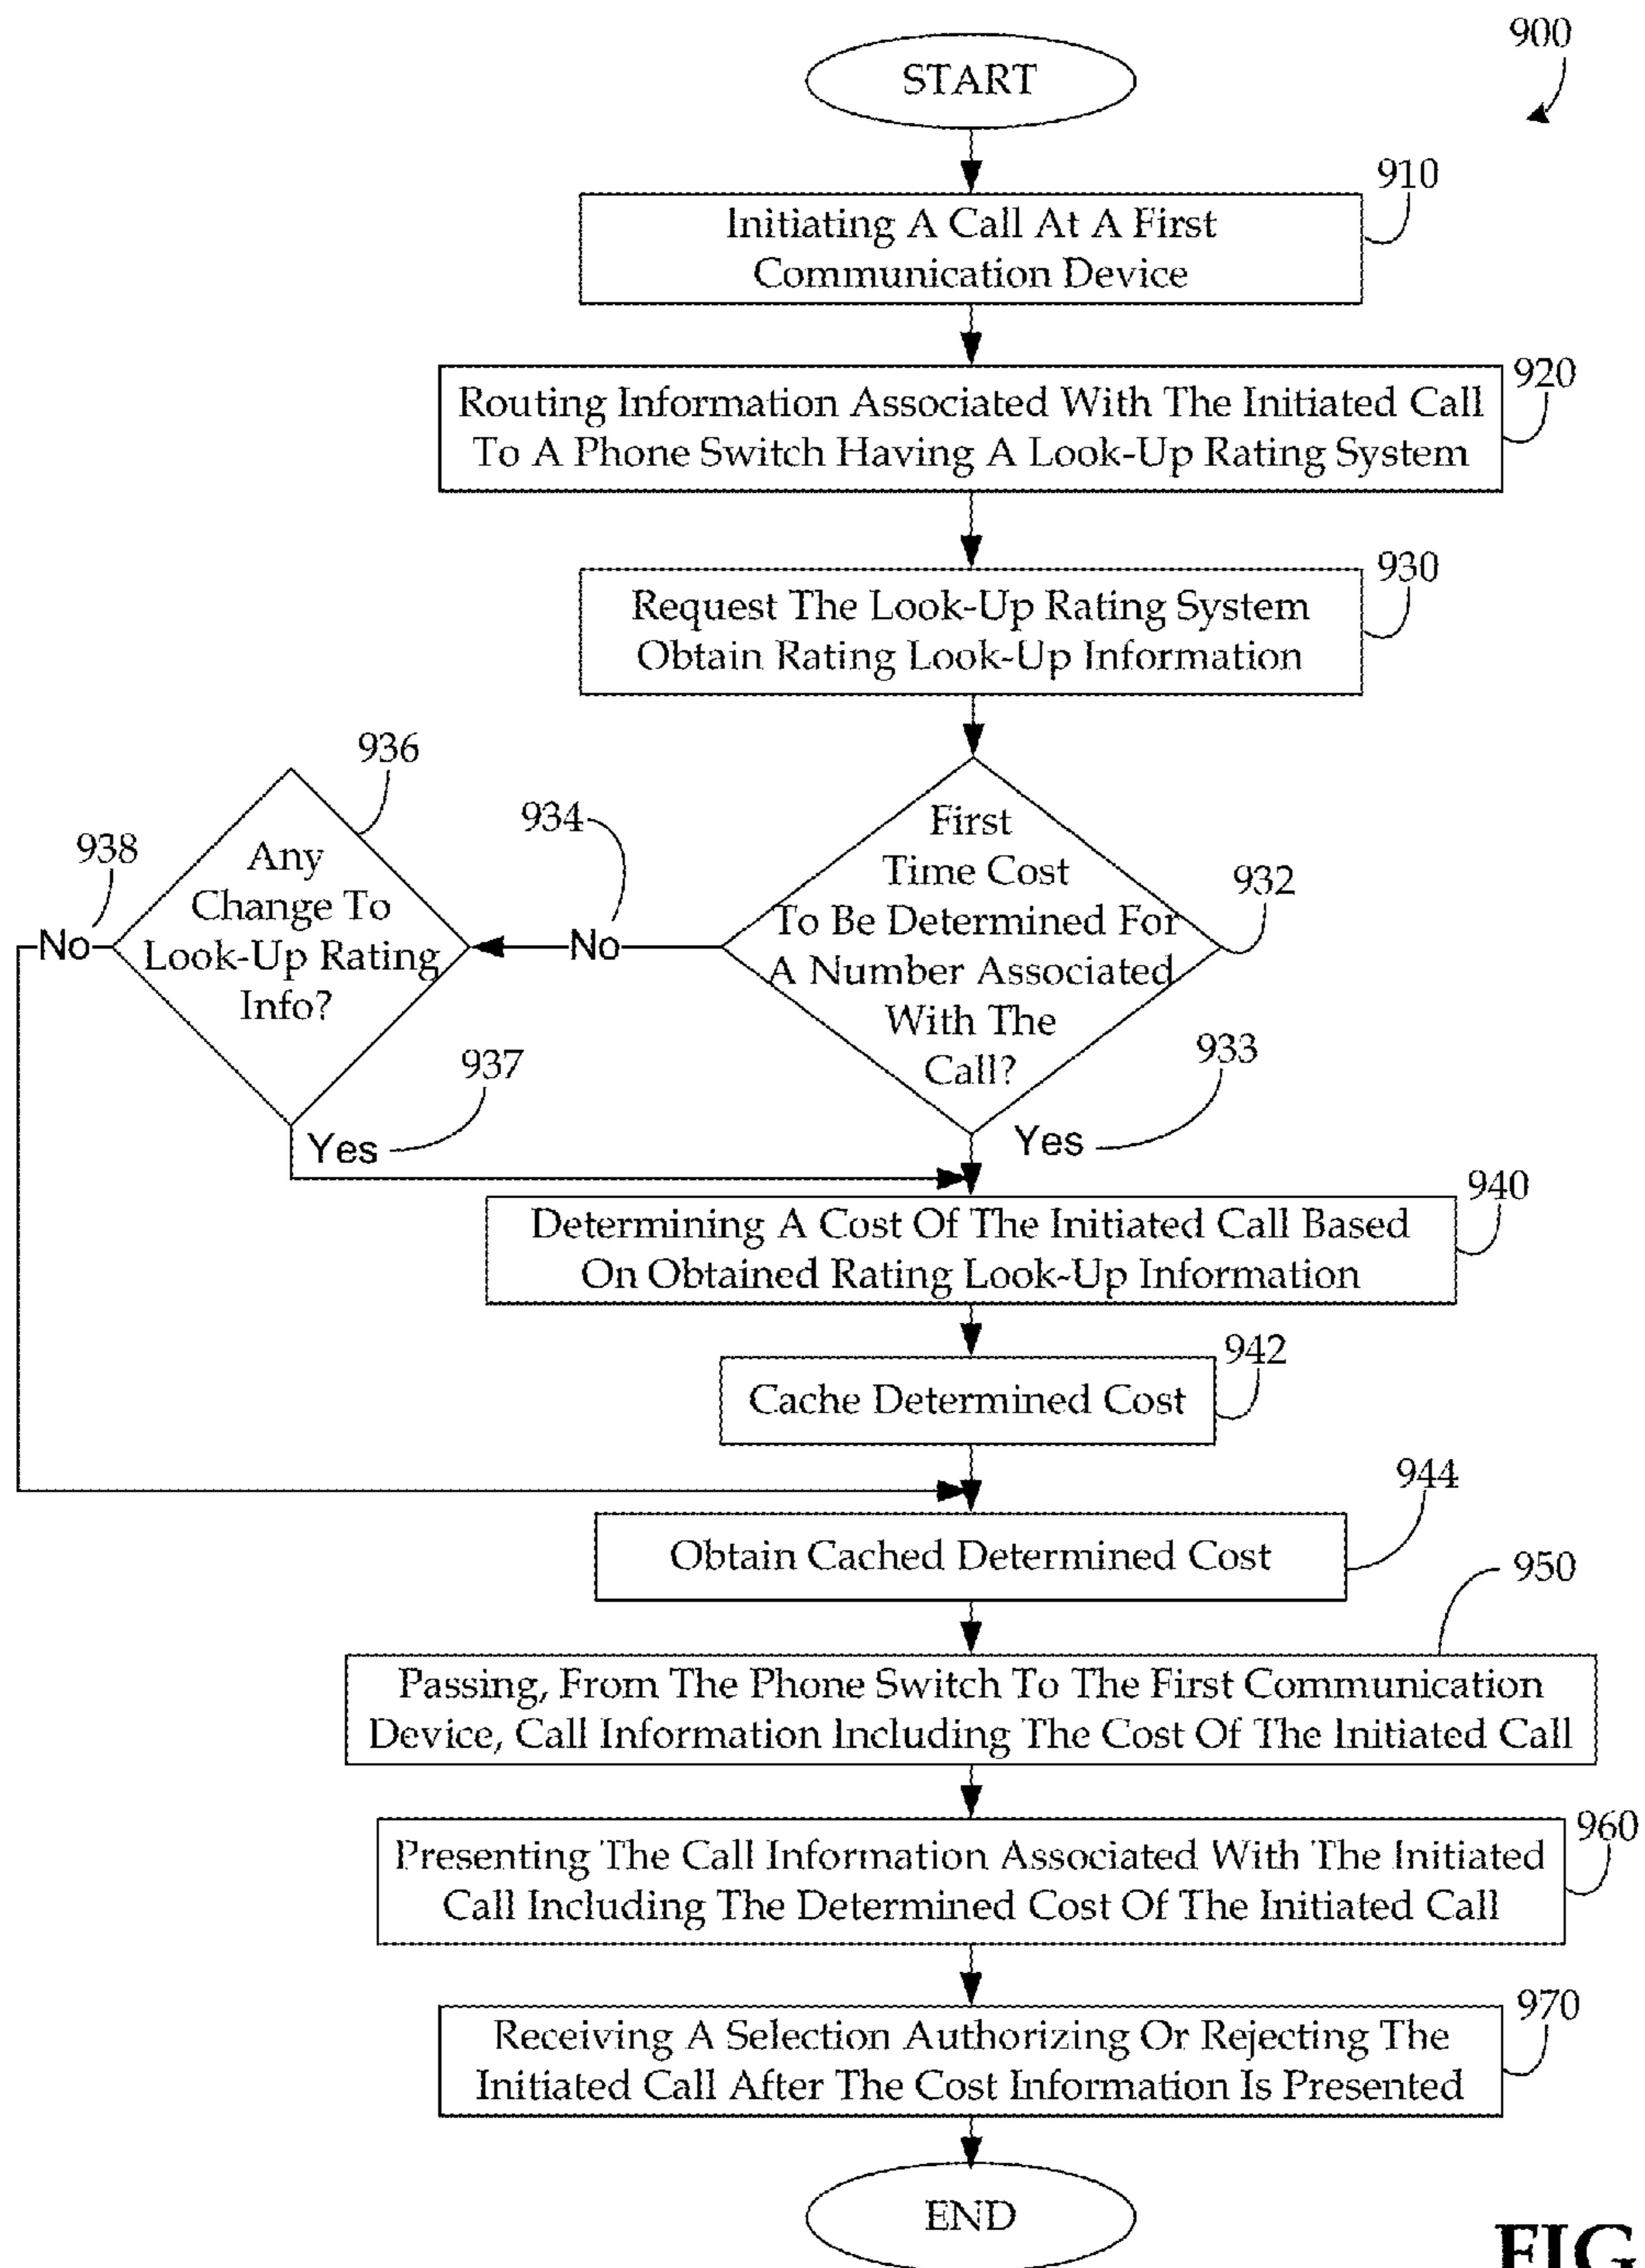 900
START
910
Initiating A Call At A First
Communication Device
920
Routing Information Associated With The Initiated Call
To A Phone Switch Having A Look-Up Rating System
930
Request The Look-Up Rating System
Obtain Rating Look-Up Information
936
934
938
932
First
Time Cost
To Be Determined For
A Number Associated
With The
Call?
Any
Change To
Look-Up Rating
Info?
No
No
937
933
Yes
Yes
940
Determining A Cost Of The Initiated Call Based
On Obtained Rating Look-Up Information
942
Cache Determined Cost
944
Obtain Cached Determined Cost
950
Passing, From The Phone Switch To The First Communication
Device, Call Information Including The Cost Of The Initiated Call
960
Presenting The Call Information Associated With The Initiated
Call Including The Determined Cost Of The Initiated Call
970
Receiving A Selection Authorizing Or Rejecting The
Initiated Call After The Cost Information Is Presented
END
FIG